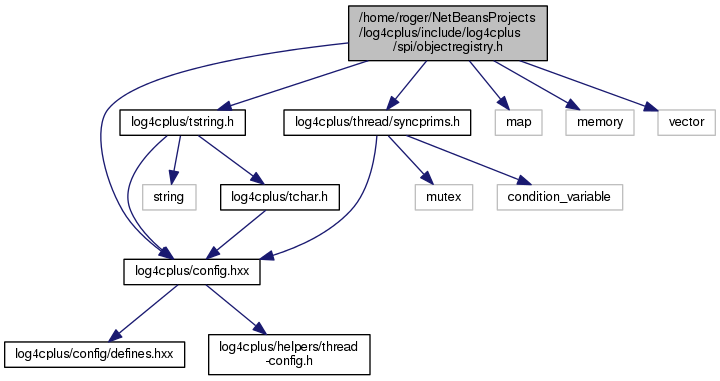 /home/roger/NetBeansProjects
/log4cplus/include/log4cplus
/spi/objectregistry.h
log4cplus/tstring.h
log4cplus/thread/syncprims.h
map
memory
vector
string
log4cplus/tchar.h
mutex
condition_variable
log4cplus/config.hxx
log4cplus/config/defines.hxx
log4cplus/helpers/thread
-config.h